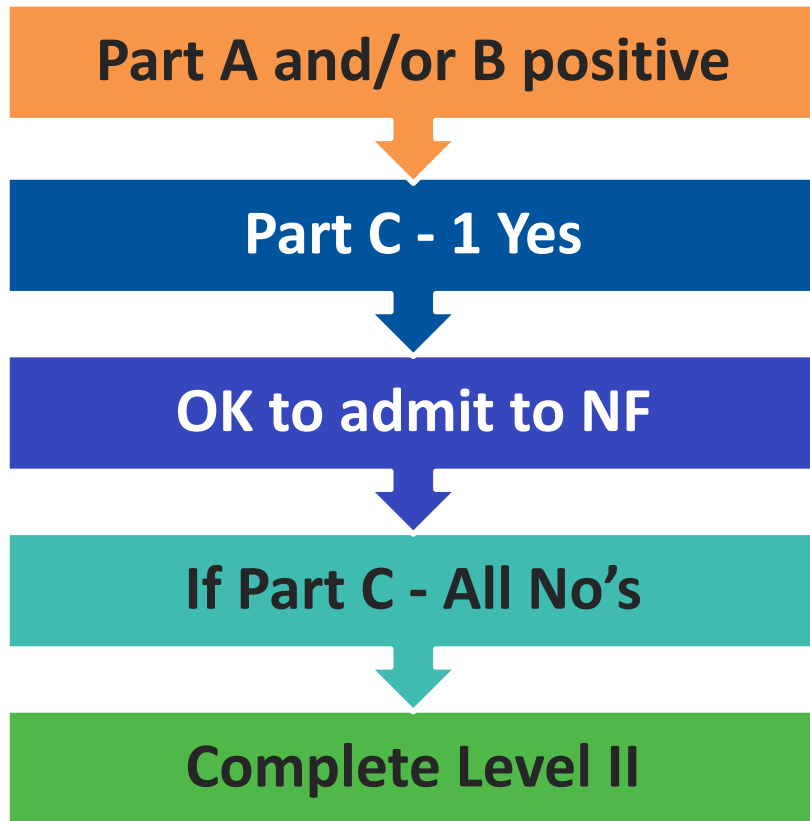 Part A and/or B positive
Part C - 1 Yes
OK to admit to NF
If Part C - All No’s
Complete Level II